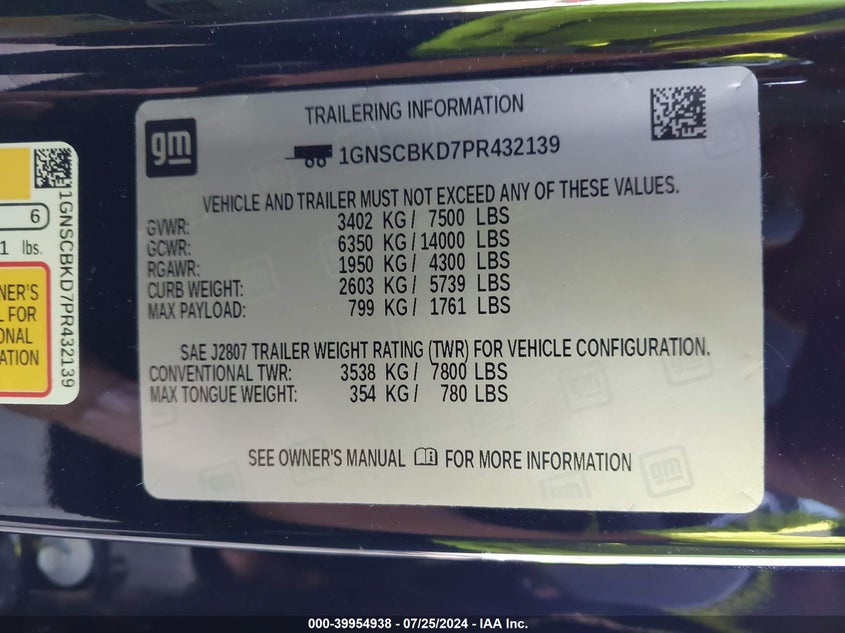 TRAILERING INFORMATION
gm
1GNSCBKD7PR432139
VEHICLE AND TRAILER MUST NOT EXCEED ANY OF THESE VALUES.
GVWR: 3402 KG / 7500 LBS
GCWR: 6350 KG / 14000 LBS
RGAWR: 1950 KG / 4300 LBS
CURB WEIGHT: 2603 KG / 5739 LBS
MAX PAYLOAD: 799 KG / 1761 LBS
SAE J2807 TRAILER WEIGHT RATING (TWR) FOR VEHICLE CONFIGURATION.
CONVENTIONAL TWR: 3538 KG / 7800 LBS
MAX TONGUE WEIGHT: 354 KG / 780 LBS
SEE OWNER'S MANUAL FOR MORE INFORMATION
gm
6
1 lbs.
NER'S
L FOR
ONAL
ATION
1GNSCBKD7PR432139
000-39954938 - 07/25/2024 - IAA Inc.